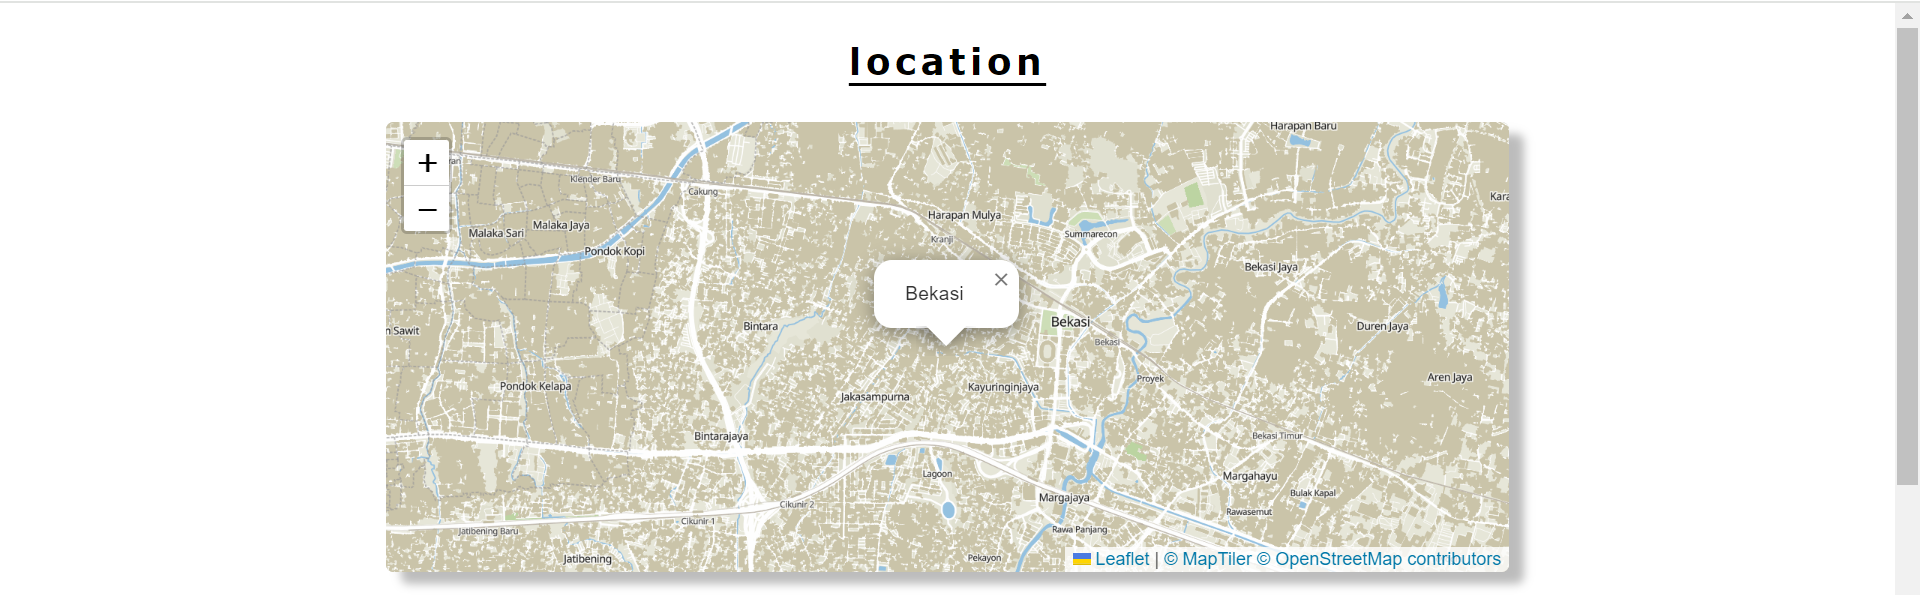 location
Harapan Baru
+
ran
Klender Baru
Cakung
Kara
Harapan Mulya
−
Malaka Jaya
Malaka Sari
Summarecon
Kranji
Pondok Kopi
Bekasi Jaya
×
Bekasi
Bekasi
Bintara
Duren Jaya
n Sawit
Bekasi
Aren Jaya
Proyek
Pondok Kelapa
Kayuringinjaya
Jakasampurna
Bintarajaya
Bekasi Timur
Lagoon
Margahayu
Bulak Kapal
Margajaya
Cikunir 2
Rawasemut
Cikunir 1
Jatibening Baru
Rawa Panjang
Jatibening
Pekayon
Leaflet | © MapTiler © OpenStreetMap contributors